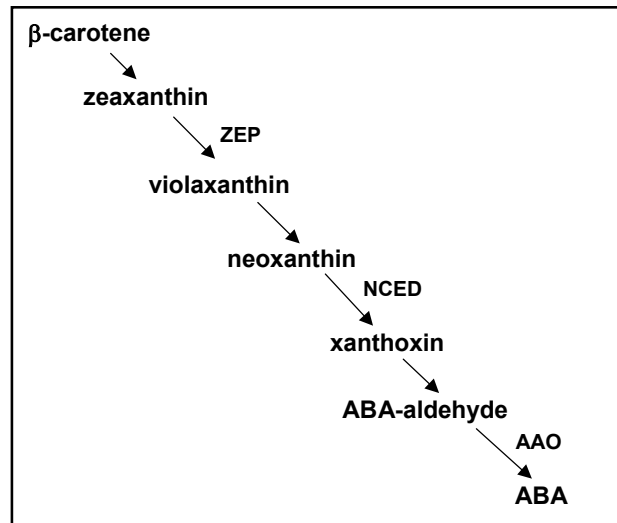 β-carotene
zeaxanthin
ZEP
violaxanthin
neoxanthin
NCED
xanthoxin
ABA-aldehyde
AAO
ABA